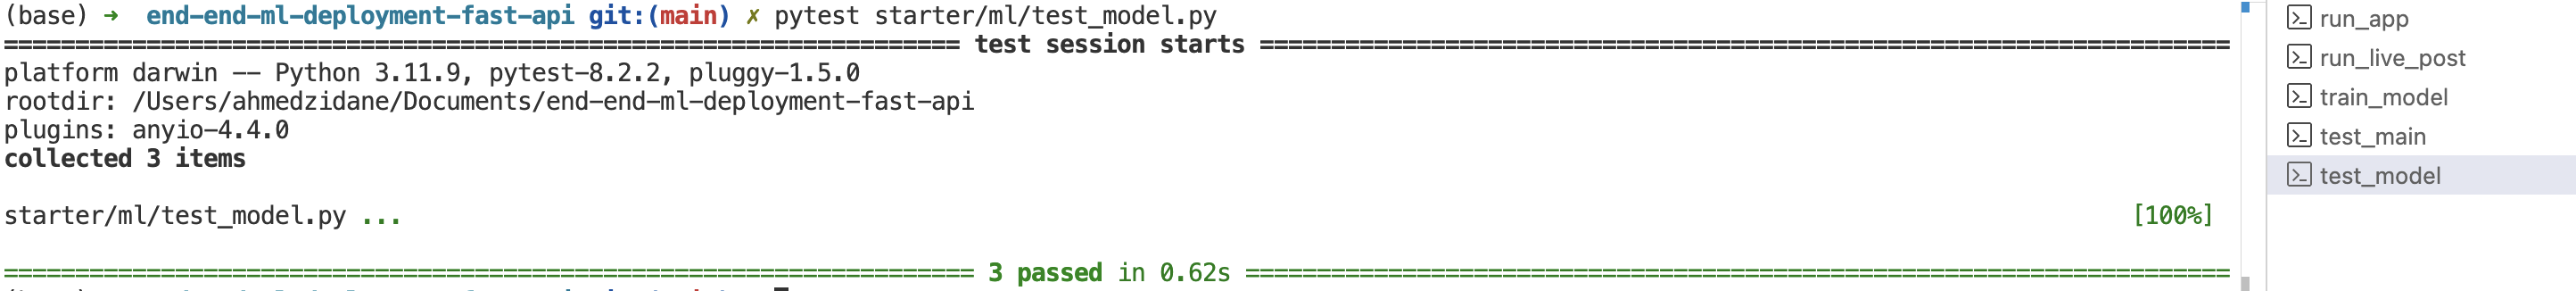 (base) ➜ end-end-ml-deployment-fast-api git:(main) ✗ pytest starter/ml/test_model.py
============================= test session starts =============================
platform darwin -- Python 3.11.9, pytest-8.2.2, pluggy-1.5.0
rootdir: /Users/ahmedzidane/Documents/end-end-ml-deployment-fast-api
plugins: anyio-4.4.0
collected 3 items
starter/ml/test_model.py ... [100%]
============================= 3 passed in 0.62s =============================
run_app
run_live_post
train_model
test_main
test_model